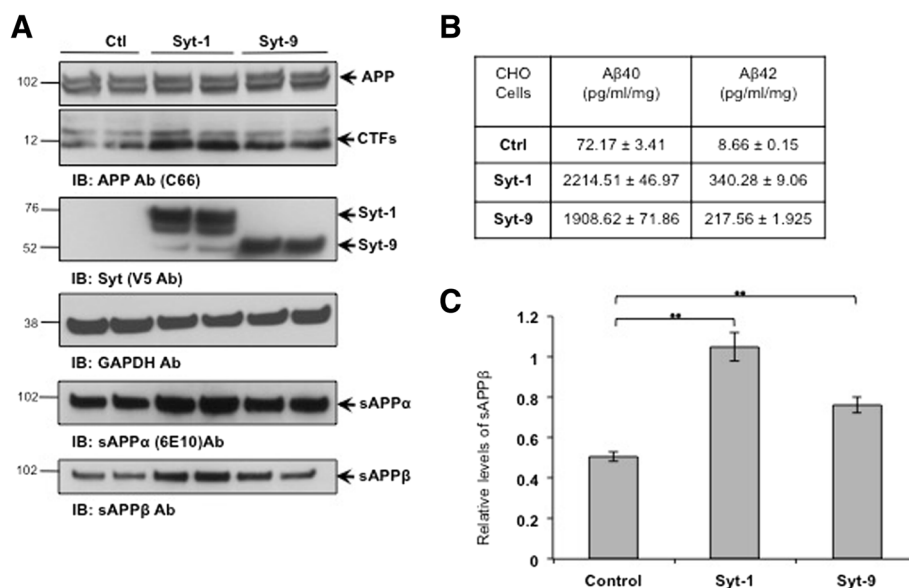 A
Ctl Syt-1 Syt-9
102 APP
12 CTFs
IB: APP Ab (C66)
76 Syt-1
52 Syt-9
IB: Syt (V5 Ab)
38
IB: GAPDH Ab
102 sAPPα
IB: sAPPα (6E10)Ab
102 sAPPβ
IB: sAPPβ Ab
B
CHO Cells Aβ40 (pg/ml/mg) Aβ42 (pg/ml/mg)
Ctrl 72.17 ± 3.41 8.66 ± 0.15
Syt-1 2214.51 ± 46.97 340.28 ± 9.06
Syt-9 1908.62 ± 71.86 217.56 ± 1.925
C
Relative levels of sAPPβ
1.2
1
0.8
0.6
0.4
0.2
0
**
**
Control Syt-1 Syt-9